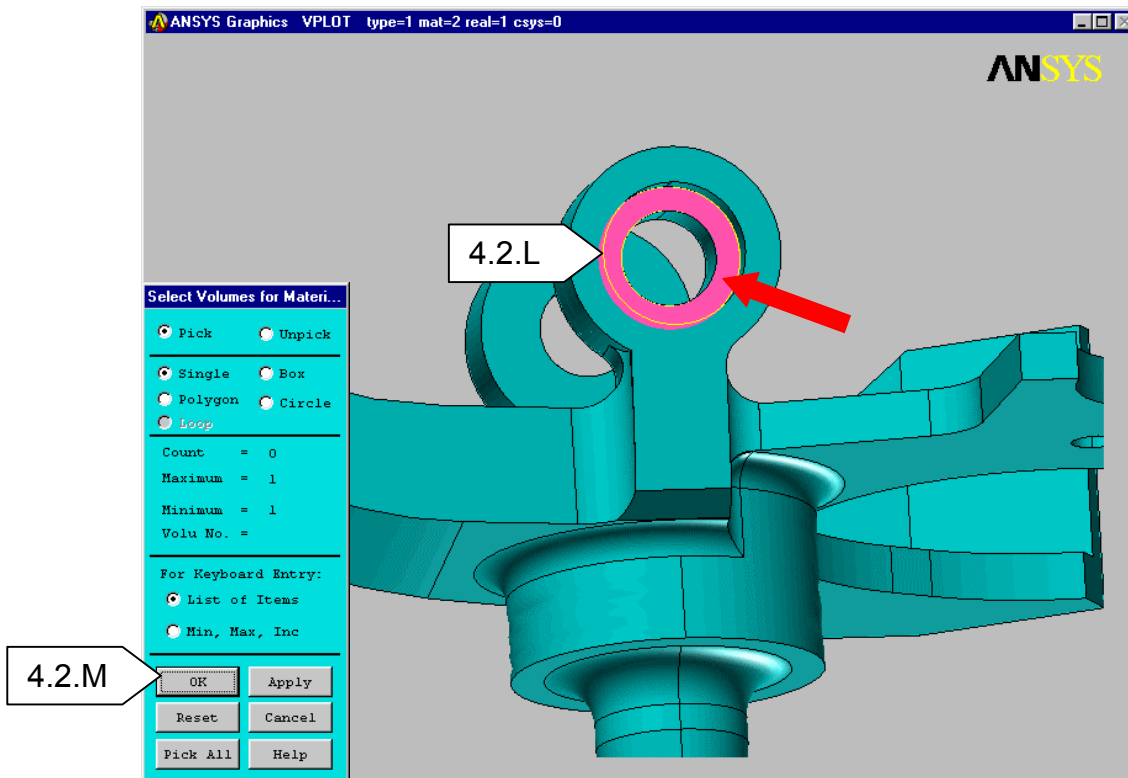 ANSYS Graphics VPLOT type=1 mat=2 real=1 csys=0
ANSYS
4.2.L
Select Volumes for Materi...
Pick Unpick
Single Box
Polygon Circle
Loop
Count = 0
Maximum = 1
Minimum = 1
Volu No. =
For Keyboard Entry:
List of Items
Min, Max, Inc
4.2.M
OK Apply
Reset Cancel
Pick All Help